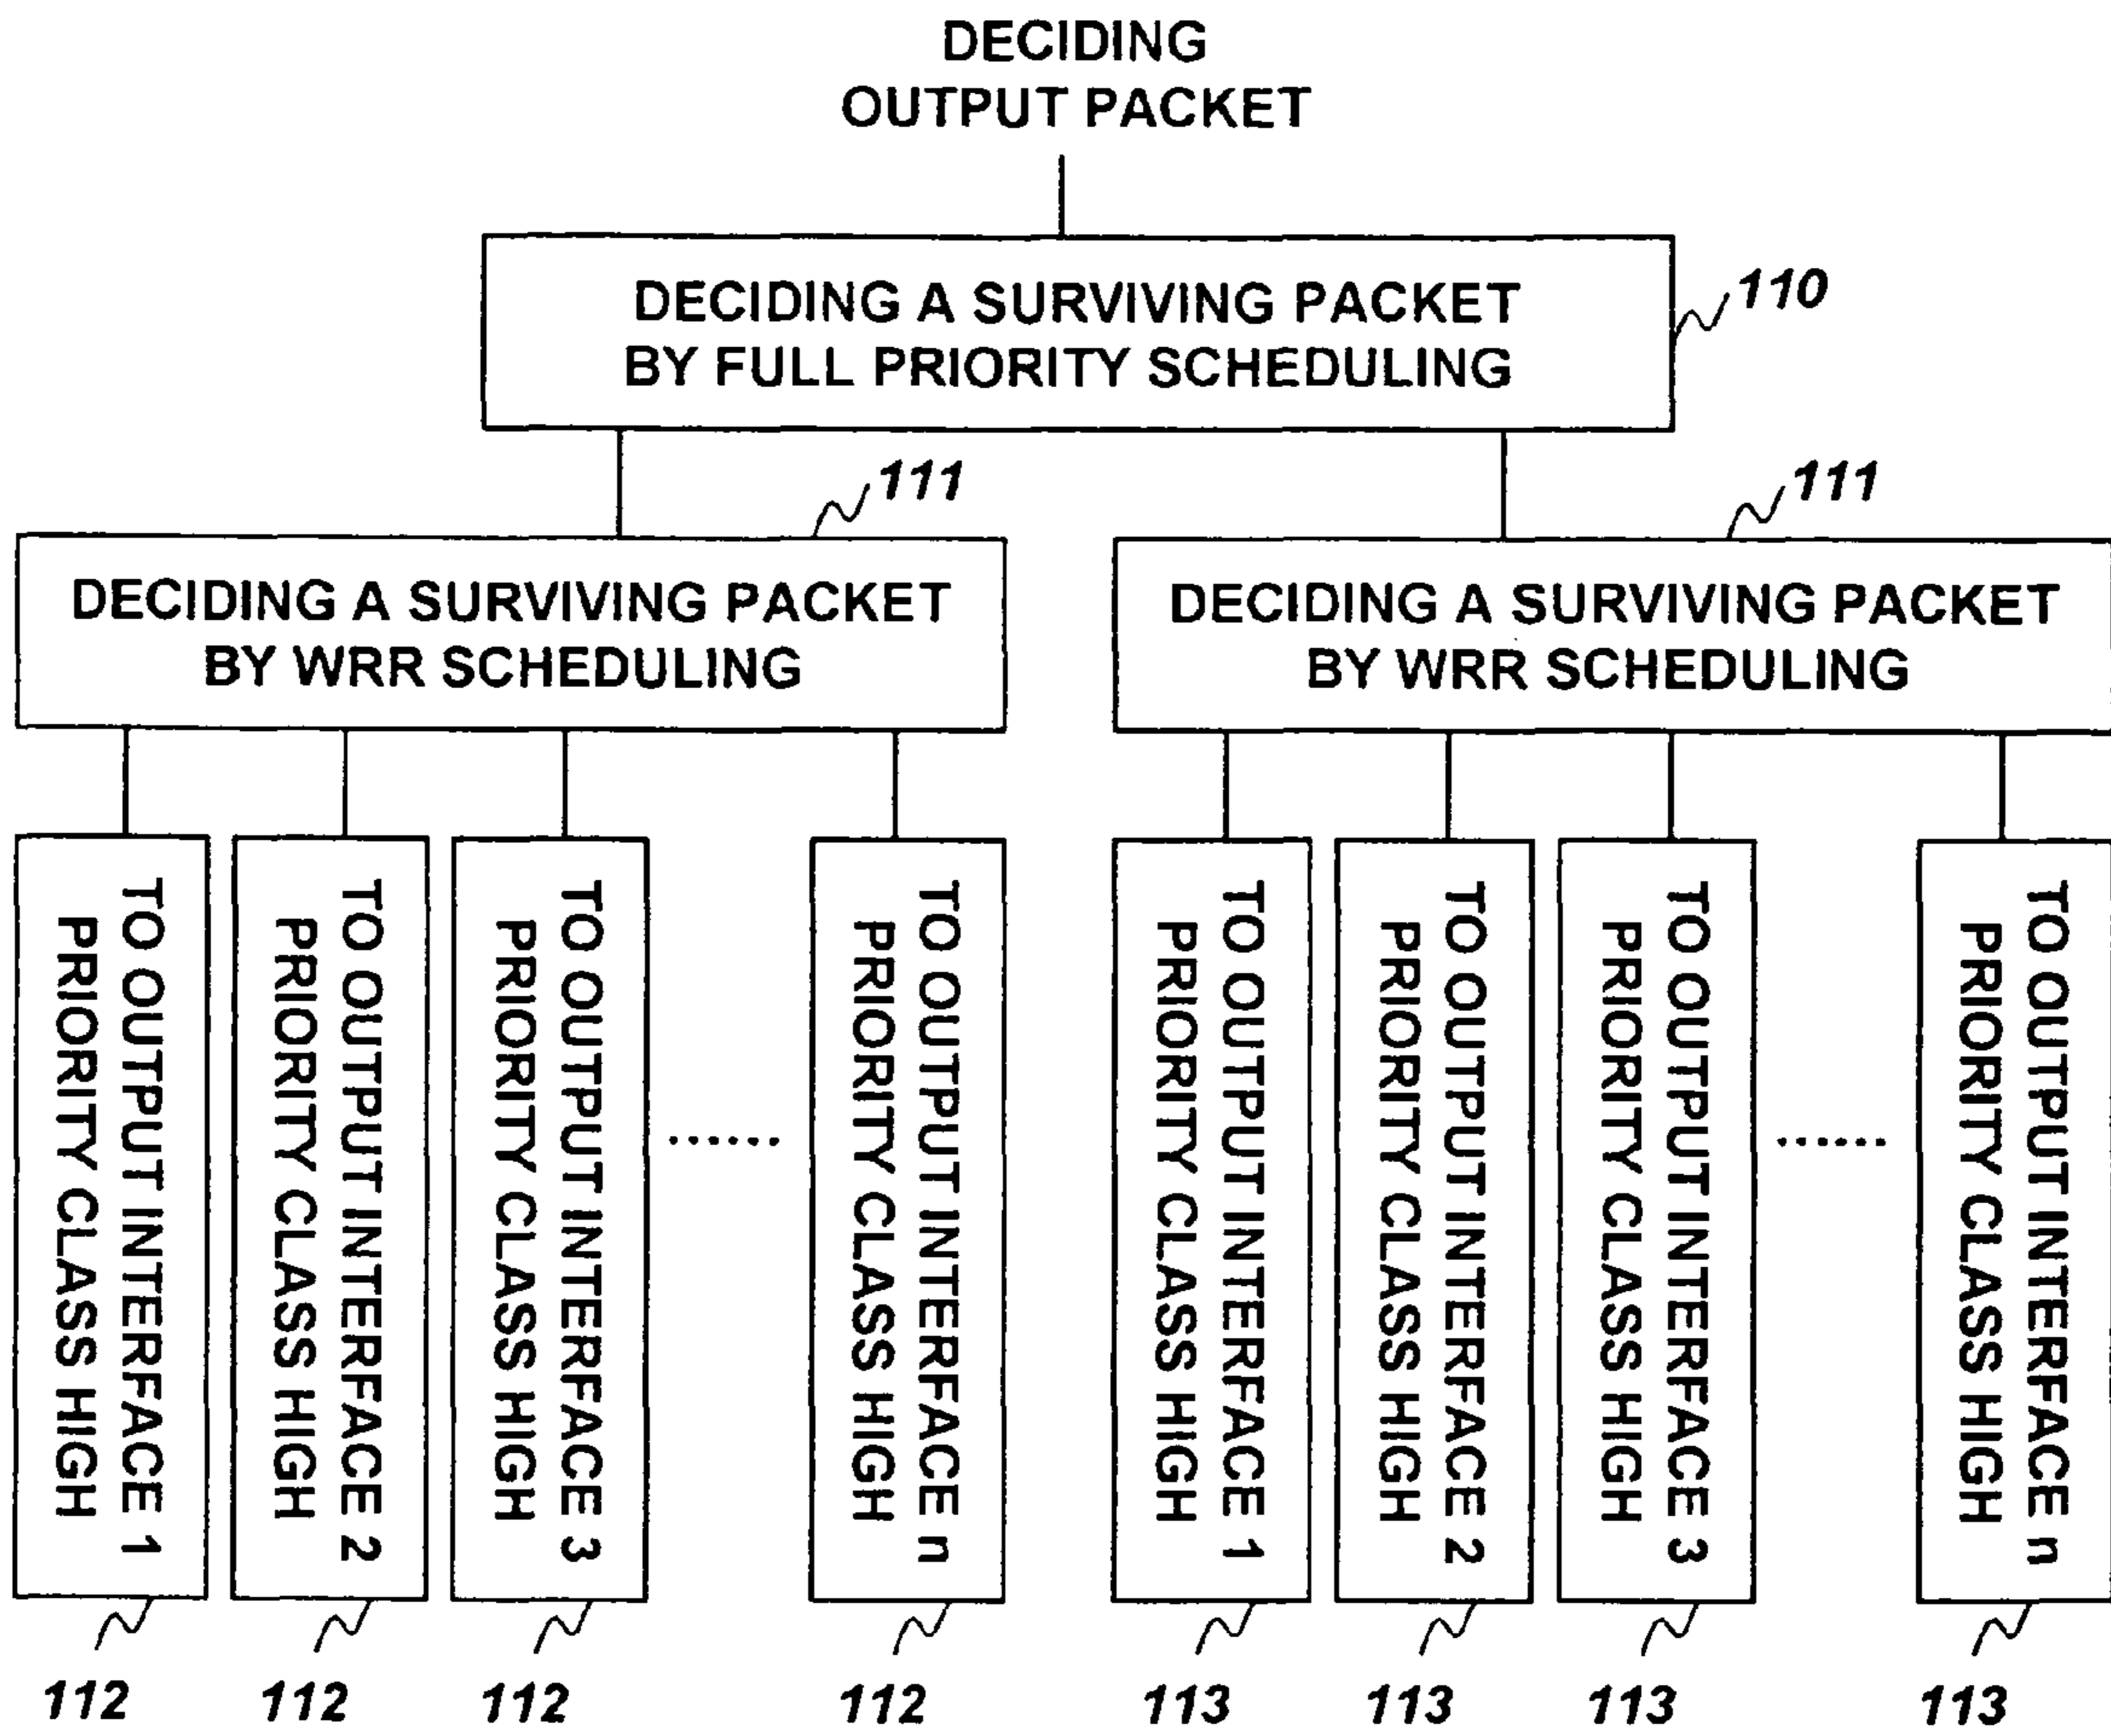 DECIDING
OUTPUT PACKET
DECIDING A SURVIVING PACKET
BY FULL PRIORITY SCHEDULING
110
111
111
DECIDING A SURVIVING PACKET
BY WRR SCHEDULING
DECIDING A SURVIVING PACKET
BY WRR SCHEDULING
TO OUTPUT INTERFACE 1
PRIORITY CLASS HIGH
TO OUTPUT INTERFACE 2
PRIORITY CLASS HIGH
TO OUTPUT INTERFACE 3
PRIORITY CLASS HIGH
......
TO OUTPUT INTERFACE n
PRIORITY CLASS HIGH
TO OUTPUT INTERFACE 1
PRIORITY CLASS HIGH
TO OUTPUT INTERFACE 2
PRIORITY CLASS HIGH
TO OUTPUT INTERFACE 3
PRIORITY CLASS HIGH
......
TO OUTPUT INTERFACE n
PRIORITY CLASS HIGH
112
112
112
112
113
113
113
113